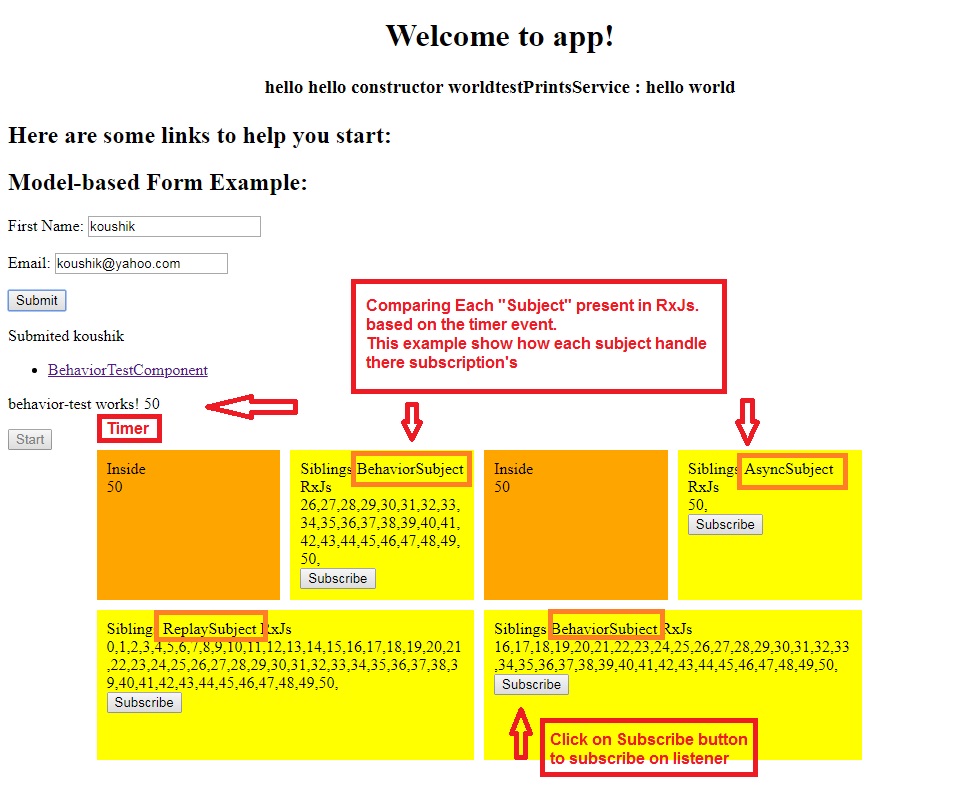 Welcome to app!
hello hello constructor worldtestPrintsService : hello world
Here are some links to help you start:
Model-based Form Example:
First Name: koushik
Email: koushik@yahoo.com
Submit
Submited koushik
BehaviorTestComponent
behavior-test works! 50
Comparing Each "Subject" present in RxJs.
based on the timer event.
This example show how each subject handle
there subscription's
Timer
Start
Inside
50
Siblings BehaviorSubject
RxJs
26,27,28,29,30,31,32,33,
34,35,36,37,38,39,40,41,
42,43,44,45,46,47,48,49,
50,
Subscribe
Inside
50
Siblings AsyncSubject
RxJs
50,
Subscribe
Sibling ReplaySubject RxJs
0,1,2,3,4,5,6,7,8,9,10,11,12,13,14,15,16,17,18,19,20,21
,22,23,24,25,26,27,28,29,30,31,32,33,34,35,36,37,38,3
9,40,41,42,43,44,45,46,47,48,49,50,
Subscribe
Siblings BehaviorSubject RxJs
16,17,18,19,20,21,22,23,24,25,26,27,28,29,30,31,32,33
,34,35,36,37,38,39,40,41,42,43,44,45,46,47,48,49,50,
Subscribe
Click on Subscribe button
to subscribe on listener